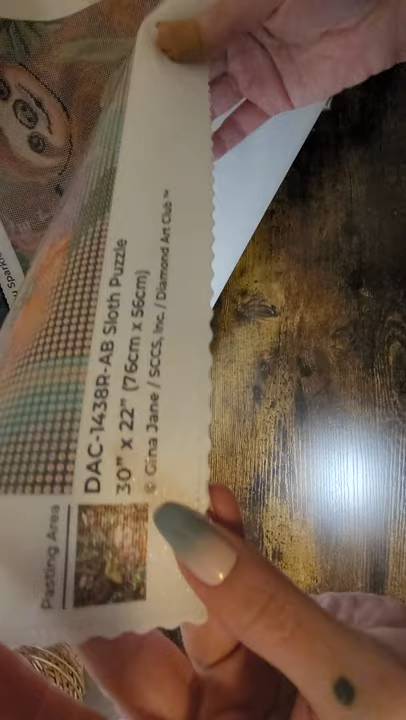 DAC-1438R-AB Sloth Puzzle
30" x 22" (76cm x 56cm)
© Gina Jane / SCCS, Inc. / Diamond Art Club™
Pasting Area